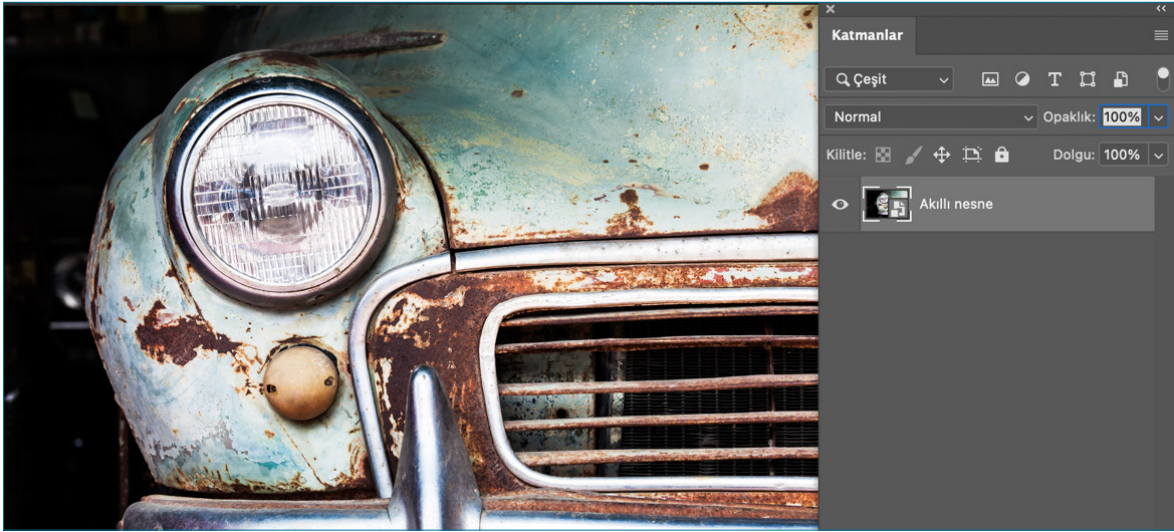 Katmanlar
Çeşit
Normal Opaklık: 100%
Kilitle: Dolgu: 100%
Akıllı nesne